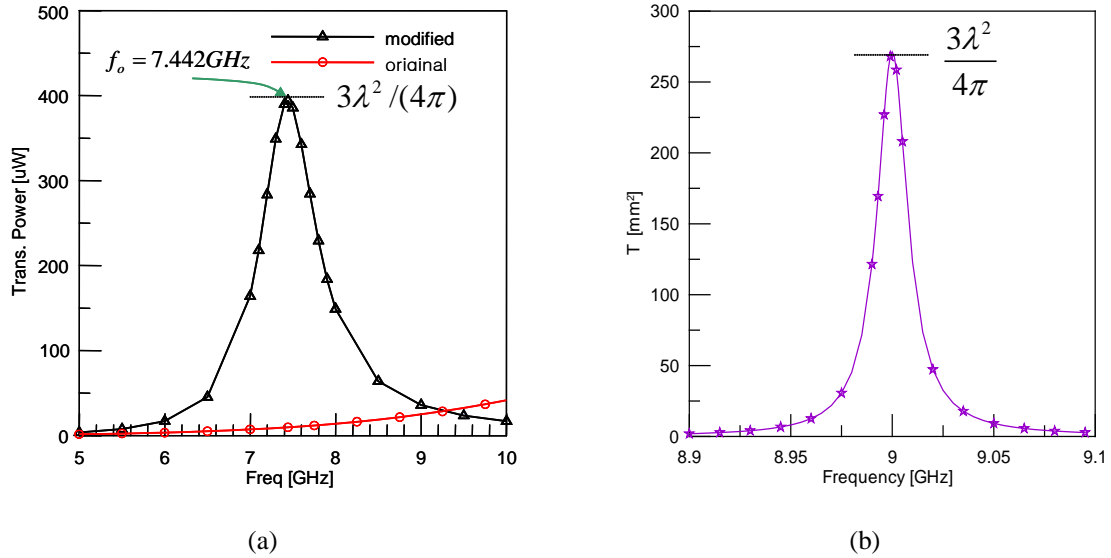 500
400
300
200
100
0
Trans. Power [uW]
modified
oriainal
f_o = 7.442GHz
3λ² /(4π)
5 6 7 8 9 10
Freq [GHz]
(a)
300
250
200
150
100
50
0
T [mm²]
3λ²
4π
8.9 8.95 9 9.05 9.1
Frequency [GHz]
(b)